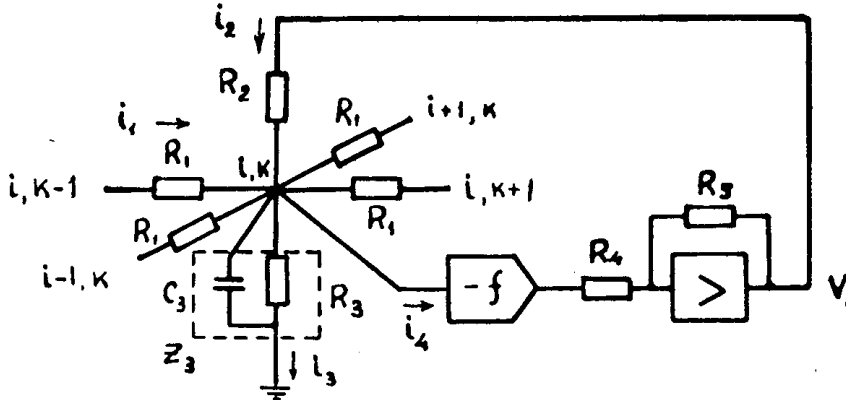 i₂
R₂
i₁
R₁
R₁
i+1, к
i, к
i, к-1
i, к+1
R₁
R₁
i-1, к
C₃
R₃
Z₃
i₃
i₄
-f
R₄
R₅
>
V